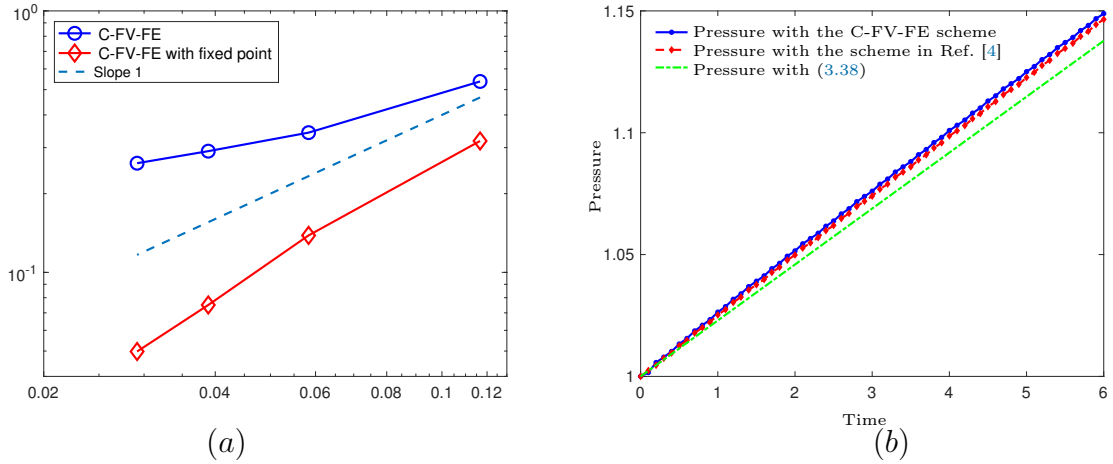 10^0
C-FV-FE
C-FV-FE with fixed point
Slope 1
10^-1
0.02 0.04 0.06 0.08 0.1 0.12
(a)
1.15
Pressure with the C-FV-FE scheme
Pressure with the scheme in Ref. [4]
Pressure with (3.38)
1.1
Pressure
1.05
1
0 1 2 3 4 5 6
Time
(b)